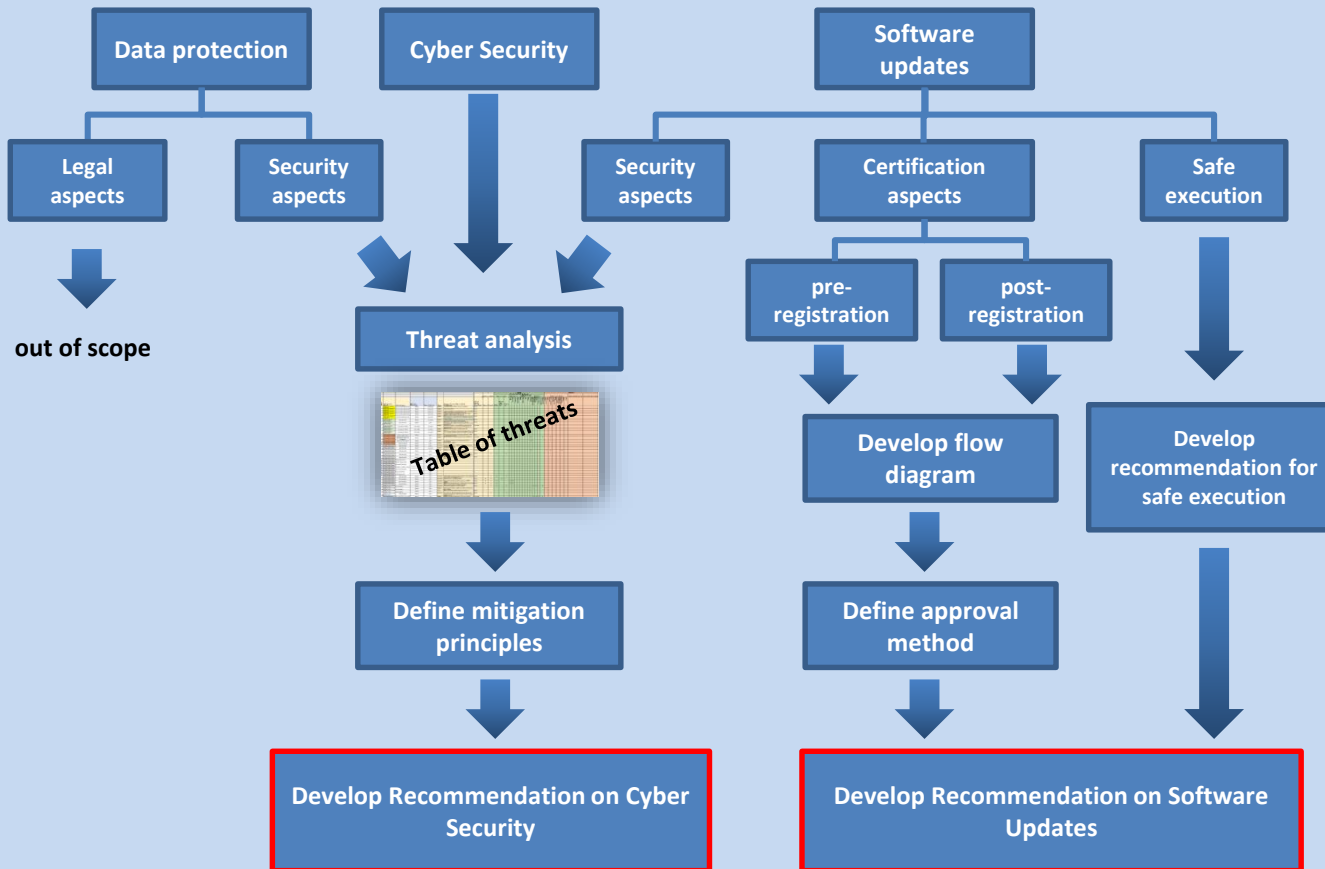 Data protection
Cyber Security
Software
updates
Legal
aspects
Security
aspects
Security
aspects
Certification
aspects
Safe
execution
pre-
registration
post-
registration
out of scope
Threat analysis
Table of threats
Develop flow
diagram
Develop
recommendation for
safe execution
Define mitigation
principles
Define approval
method
Develop Recommendation on Cyber
Security
Develop Recommendation on Software
Updates